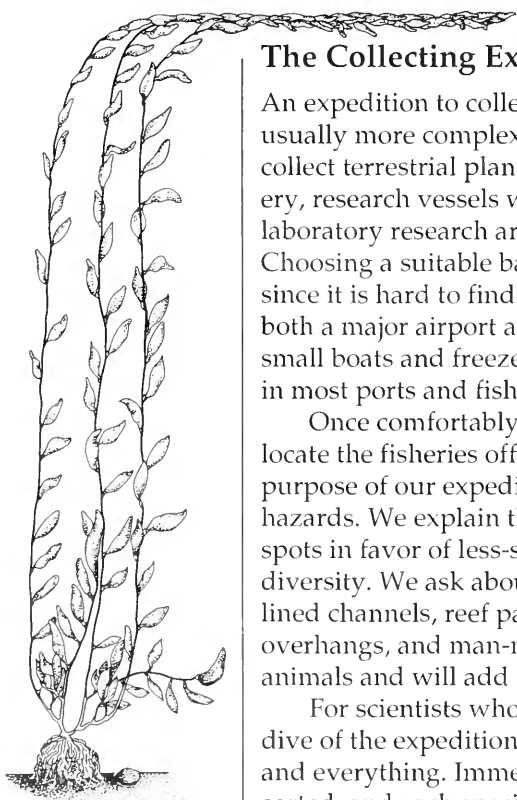 The Collecting Ex
An expedition to colle
usually more complex
collect terrestrial plan
ery, research vessels w
laboratory research ar
Choosing a suitable ba
since it is hard to find
both a major airport a
small boats and freeze
in most ports and fish
Once comfortably
locate the fisheries off
purpose of our expedi
hazards. We explain th
spots in favor of less-s
diversity. We ask abou
lined channels, reef pa
overhangs, and man-r
animals and will add
For scientists who
dive of the expedition
and everything. Imme